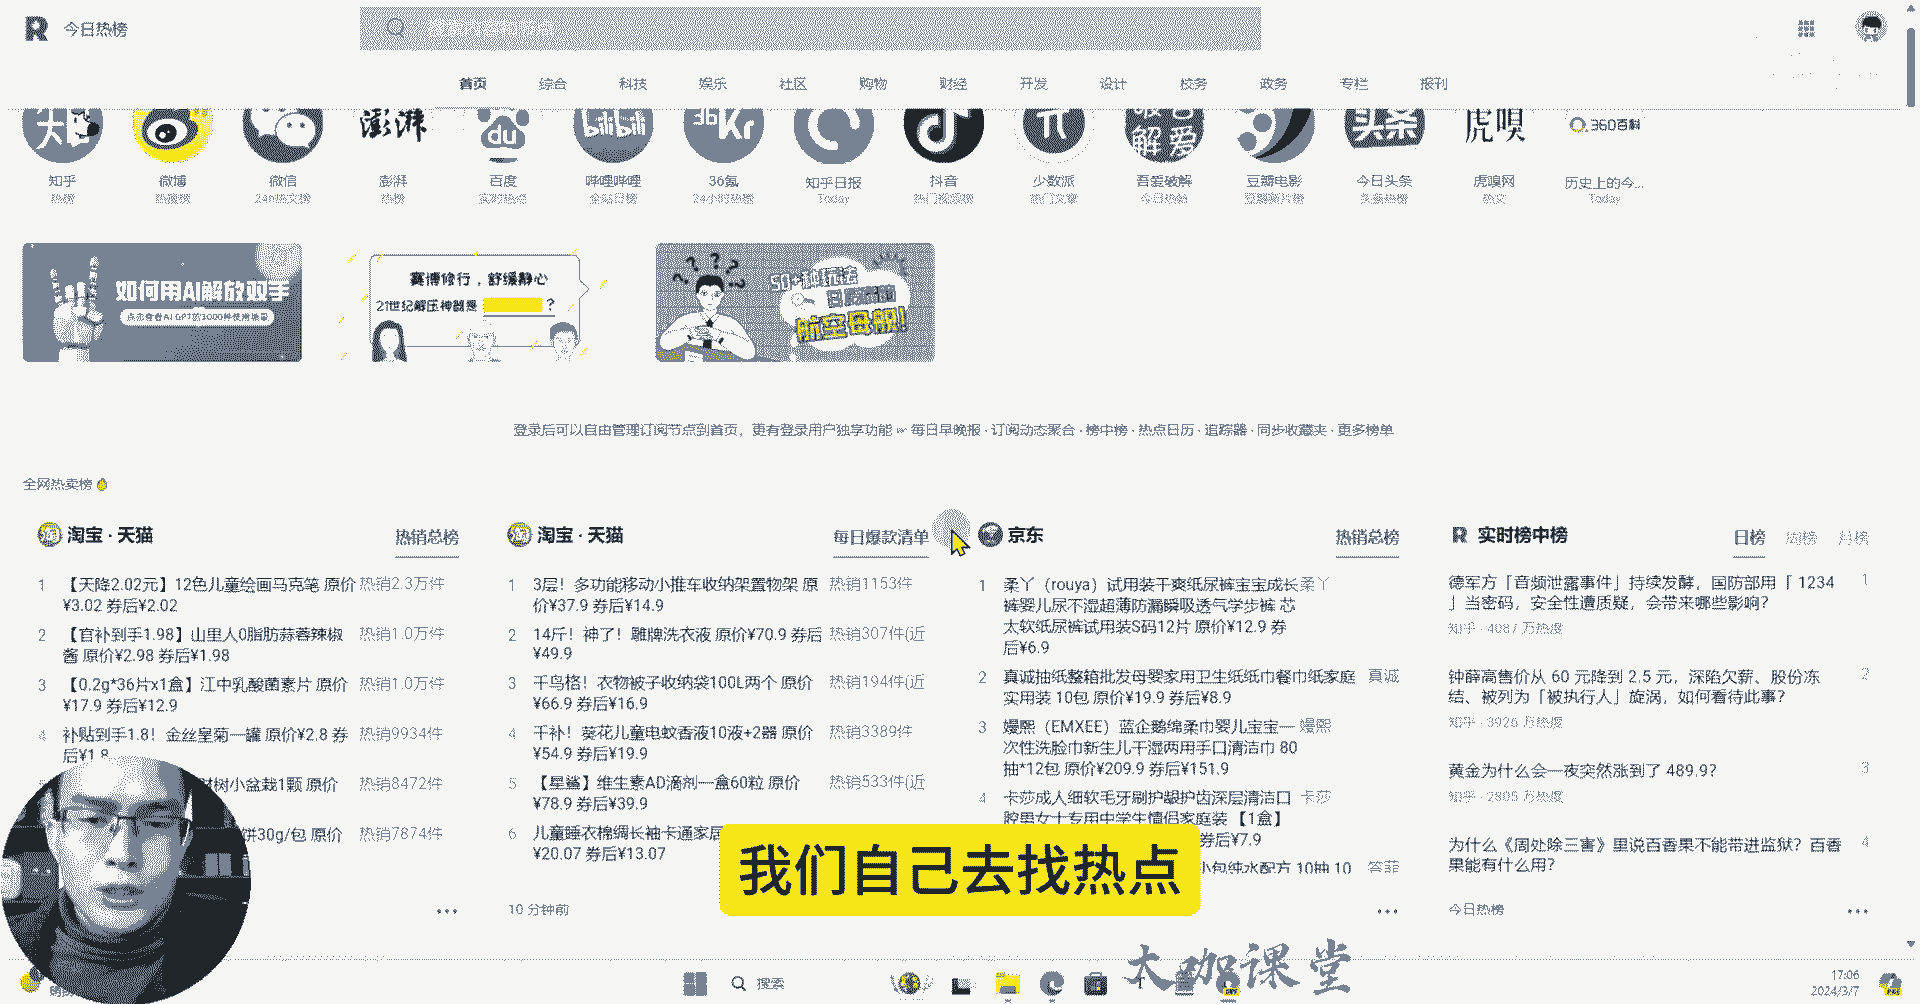 今日热榜
首页 综合 科技 娱乐 社区 购物 财经 开发 设计 校务 政务 专栏 报刊
澎湃 du bilibili 36Kr 破解 吾爱 头条 虎嗅 360百科
知乎 微博 微信 澎湃 百度 哔哩哔哩 36氪 知乎日报 抖音 少数派 吾爱破解 豆瓣电影 今日头条 虎嗅网 历史上的今...
热榜 热搜榜 24h热文榜 热榜 实时热点 全站日榜 24小时热榜 Today 热门视频榜 热门文章 今日热帖 头条热榜 热文 Today
如何用AI解放双手
点击查看AI GPT的3000种使用场景
赛博修行，舒缓静心
21世纪解压神器是 ？
50+种玩法
航空母舰！
登录后可以自由管理订阅节点到首页，更有登录用户独享功能 ☞ 每日早晚报 · 订阅动态聚合 · 榜中榜 · 热点日历 · 追踪器 · 同步收藏夹 · 更多榜单
全网热卖榜
淘宝 · 天猫 热销总榜
1 【天降2.02元】12色儿童绘画马克笔 原价 热销2.3万件
¥3.02 券后¥2.02
2 【官补到手1.98】山里人0脂肪蒜蓉辣椒 热销1.0万件
酱 原价¥2.98 券后¥1.98
3 【0.2g*36片x1盒】江中乳酸菌素片 原价 热销1.0万件
¥17.9 券后¥12.9
4 补贴到手1.8！金丝皇菊一罐 原价¥2.8 券 热销9934件
后¥1.8
树小盆栽1颗 原价 热销8472件
饼30g/包 原价 热销7874件
淘宝 · 天猫 每日爆款清单
1 3层！多功能移动小推车收纳架置物架 原 热销1153件
价¥37.9 券后¥14.9
2 14斤！神了！雕牌洗衣液 原价¥70.9 券后 热销307件(近
¥49.9
3 千鸟格！衣物被子收纳袋100L两个 原价 热销194件(近
¥66.9 券后¥16.9
4 千补！葵花儿童电蚊香液10液+2器 原价 热销3389件
¥54.9 券后¥19.9
5 【星鲨】维生素AD滴剂一盒60粒 原价 热销533件(近
¥78.9 券后¥39.9
6 儿童睡衣棉绸长袖卡通家居
¥20.07 券后¥13.07
10 分钟前
京东 热销总榜
1 柔丫（rouya）试用装干爽纸尿裤宝宝成长 柔丫
裤婴儿尿不湿超薄防漏瞬吸透气学步裤 芯
太软纸尿裤试用装S码12片 原价¥12.9 券
后¥6.9
2 真诚抽纸整箱批发母婴家用卫生纸纸巾餐巾纸家庭 真诚
实用装 10包 原价¥19.9 券后¥8.9
3 嫚熙（EMXEE）蓝企鹅绵柔巾婴儿宝宝一 嫚熙
次性洗脸巾新生儿干湿两用手口清洁巾 80
抽*12包 原价¥209.9 券后¥151.9
4 卡莎成人细软毛牙刷护龈护齿深层清洁口 卡莎
腔男女士专用中学生情侣家庭装 【1盒】
券后¥7.9
小包纯水配方 10抽 10 答菲
实时榜中榜 日榜 周榜 月榜
德军方「音频泄露事件」持续发酵，国防部用「 1234 1
」当密码，安全性遭质疑，会带来哪些影响？
知乎 · 4087 万热度
钟薛高售价从 60 元降到 2.5 元，深陷欠薪、股份冻 2
结、被列为「被执行人」旋涡，如何看待此事？
知乎 · 3926 万热度
黄金为什么会一夜突然涨到了 489.9？ 3
知乎 · 2805 万热度
为什么《周处除三害》里说百香果不能带进监狱？百香 4
果能有什么用？
今日热榜
我们自己去找热点
大咖课堂
搜索
17:06
2024/3/7